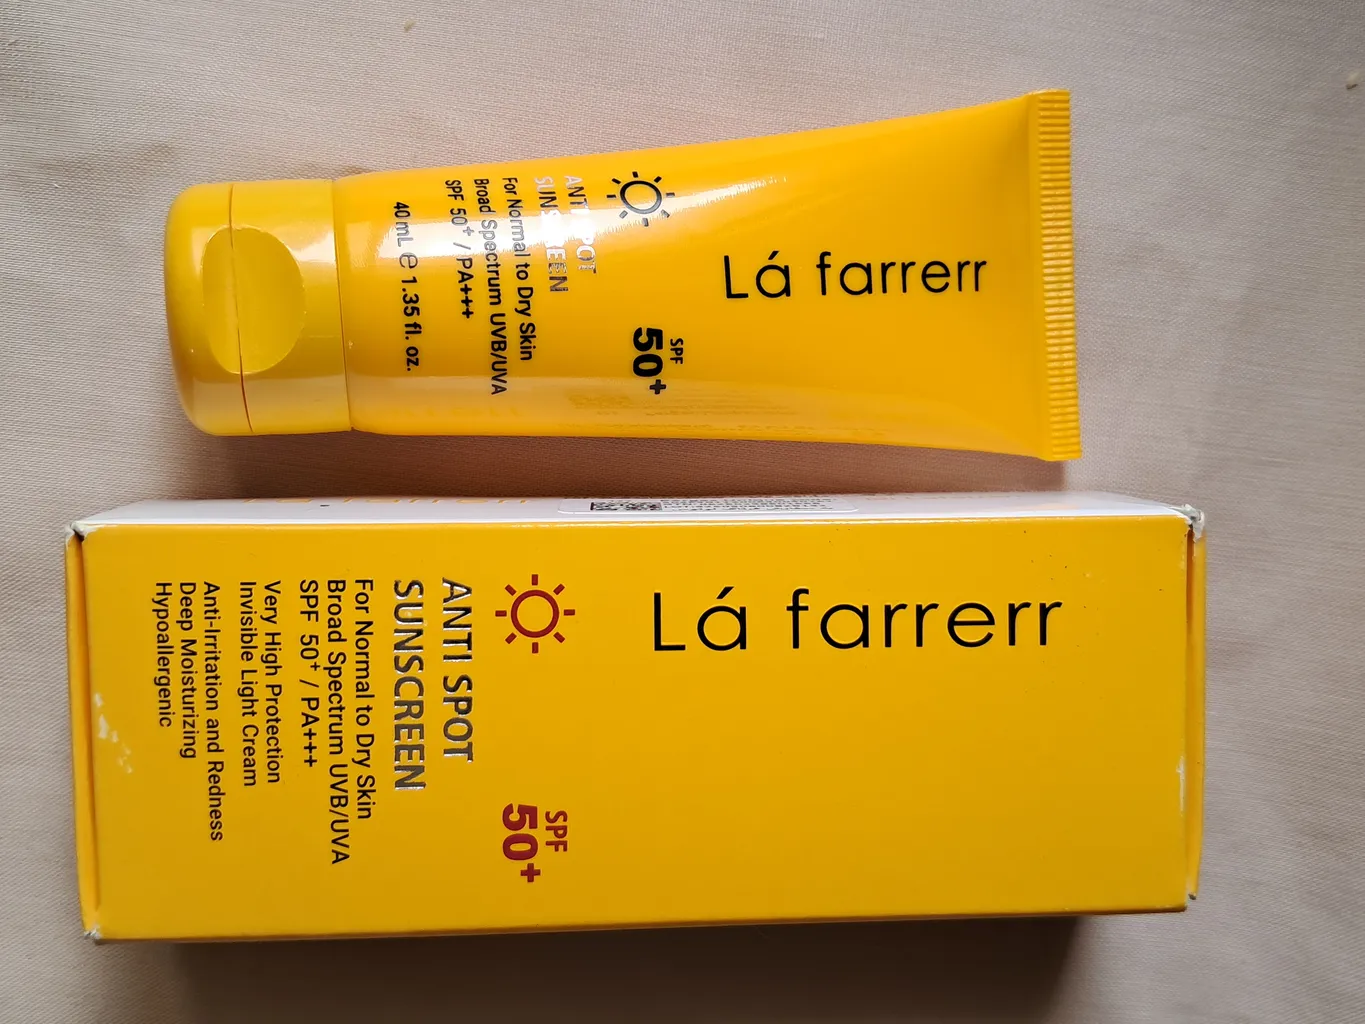 Lá farrerr
ANTI SPOT
SUNSCREEN
For Normal to Dry Skin
Broad Spectrum UVB/UVA
SPF 50+ / PA+++
40 mL ℮ 1.35 fl. oz.
SPF
50+
Lá farrerr
ANTI SPOT
SUNSCREEN
For Normal to Dry Skin
Broad Spectrum UVB/UVA
SPF 50+ / PA+++
Very High Protection
Invisible Light Cream
Anti-Irritation and Redness
Deep Moisturizing
Hypoallergenic
SPF
50+